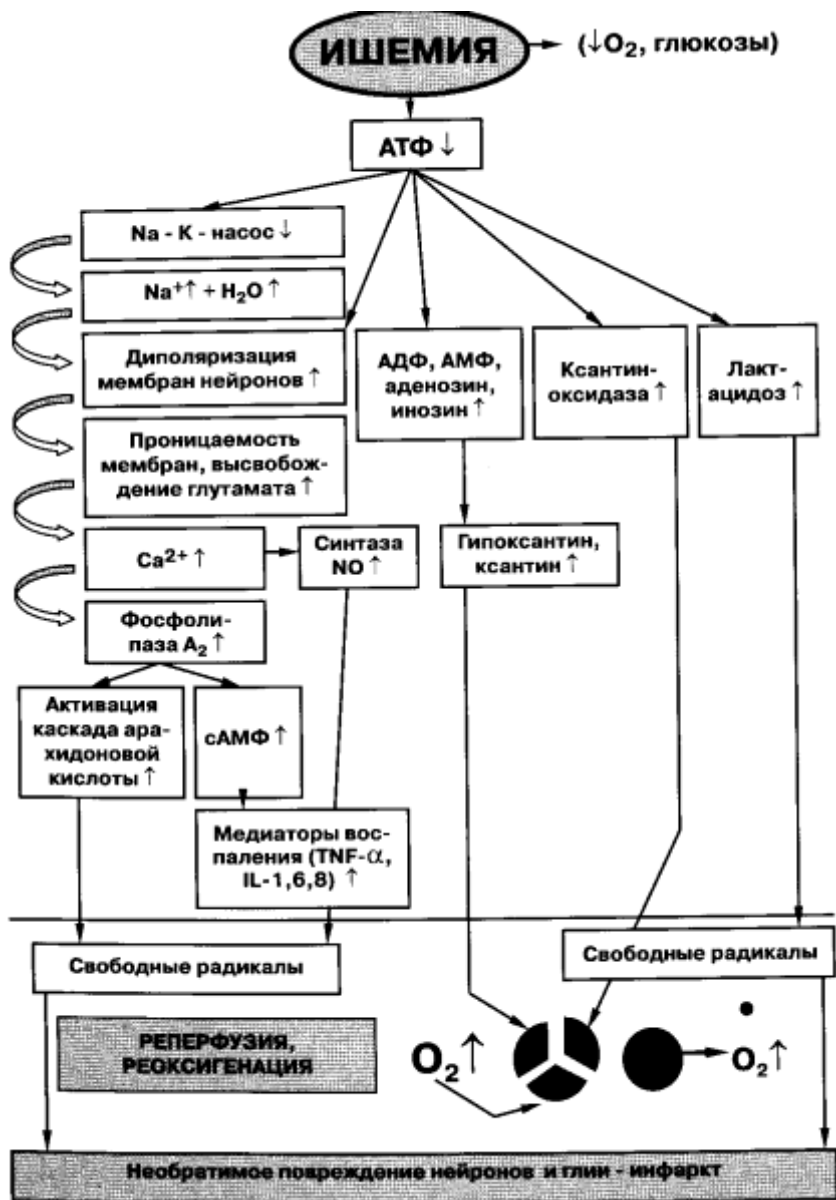 ИШЕМИЯ
(↓O₂, глюкозы)
АТФ ↓
Na - K - насос ↓
Na⁺↑ + H₂O ↑
Диполяризация
мембран нейронов ↑
Проницаемость
мембран, высвобож-
дение глутамата ↑
Ca²⁺ ↑
Фосфоли-
паза A₂ ↑
Активация
каскада ара-
хидоновой
кислоты ↑
сАМФ ↑
Синтаза
NO ↑
Медиаторы вос-
паления (TNF-α,
IL-1,6,8) ↑
АДФ, АМФ,
аденозин,
инозин ↑
Гипоксантин,
ксантин ↑
Ксантин-
оксидаза ↑
Лакт-
ацидоз ↑
Свободные радикалы
Свободные радикалы
РЕПЕРФУЗИЯ,
РЕОКСИГЕНАЦИЯ
O₂↑
O₂↑
Необратимое повреждение нейронов и глии - инфаркт